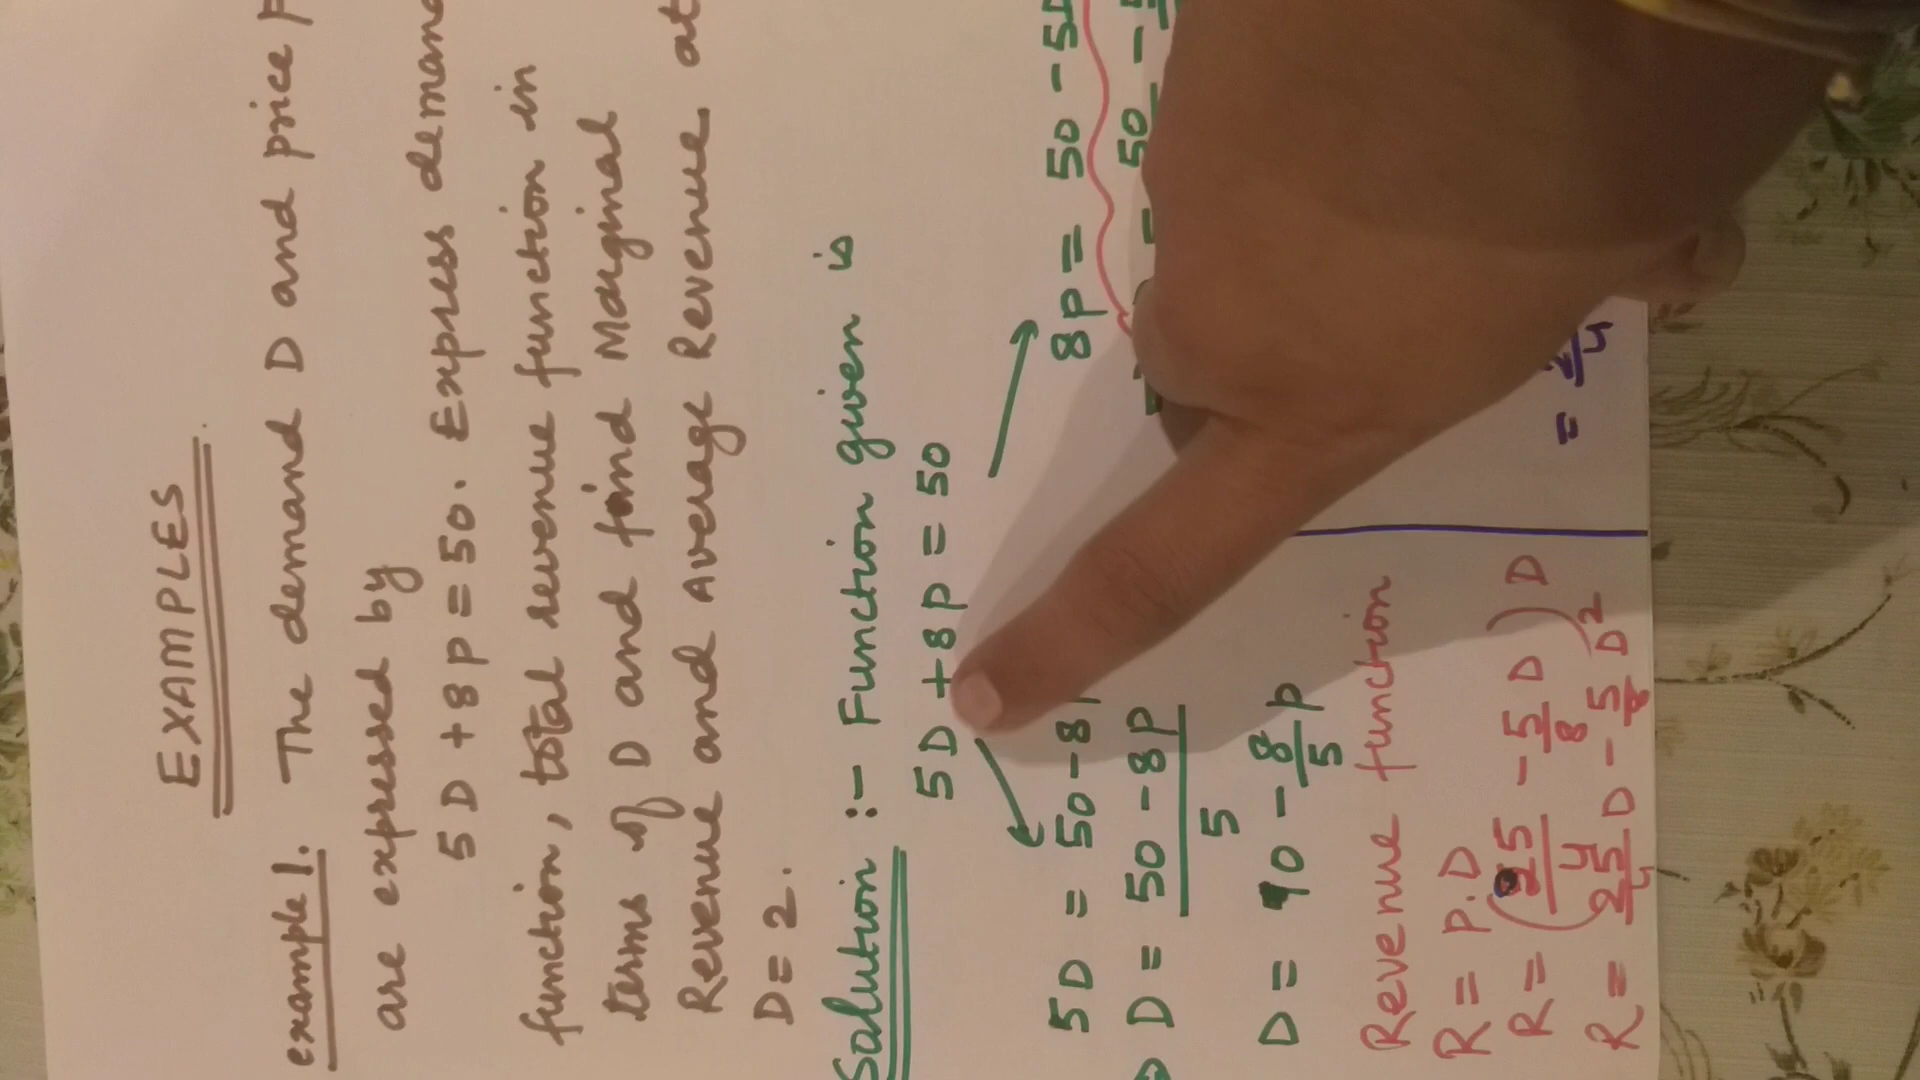 EXAMPLES
example 1. The demand D and price p
are expressed by
5D + 8p = 50. Express demand
function, total revenue function in
terms of D and find Marginal
Revenue and Average Revenue at
D = 2.
Solution :- Function given is
5D + 8p = 50
5D = 50 - 8
D = 50 - 8p
5
D = 10 - 8/5 p
8p = 50 - 5D
= 50 -
Revenue function
R = p.D
R = (25/4 - 5/8 D) D
R = 25/4 D - 5/8 D²
=
4